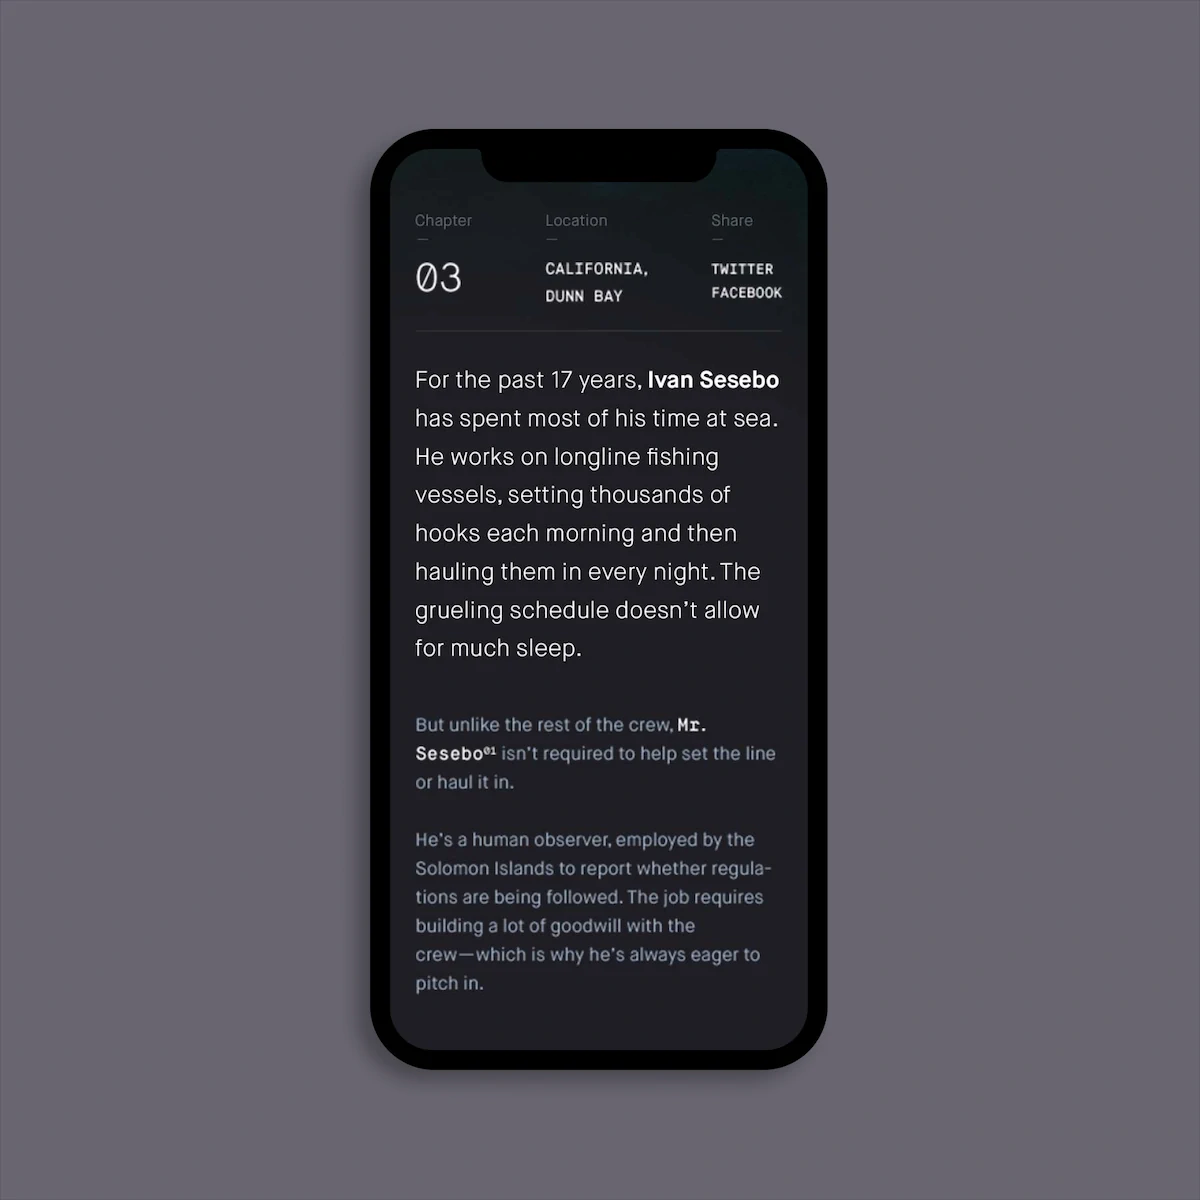 Chapter
Location
Share
03
CALIFORNIA,
DUNN BAY
TWITTER
FACEBOOK
For the past 17 years, Ivan Sesebo
has spent most of his time at sea.
He works on longline fishing
vessels, setting thousands of
hooks each morning and then
hauling them in every night. The
grueling schedule doesn’t allow
for much sleep.
But unlike the rest of the crew, Mr.
Sesebo⁰¹ isn’t required to help set the line
or haul it in.
He’s a human observer, employed by the
Solomon Islands to report whether regula-
tions are being followed. The job requires
building a lot of goodwill with the
crew—which is why he’s always eager to
pitch in.